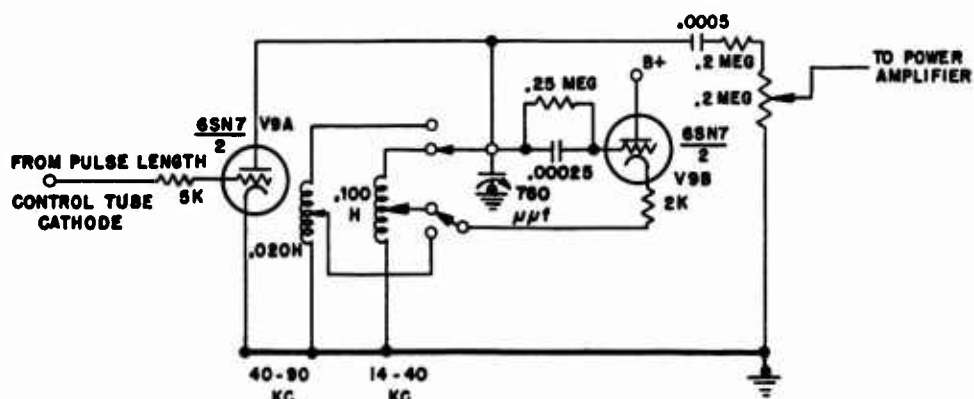 .0005
.2 MEG
TO POWER
AMPLIFIER
B+
.25 MEG
.2 MEG
6SN7
2
V9A
6SN7
2
FROM PULSE LENGTH
5K
CONTROL TUBE
CATHODE
.00025
V9B
.100
H
760
μμf
2K
.020H
40-90
KC
14-40
KC